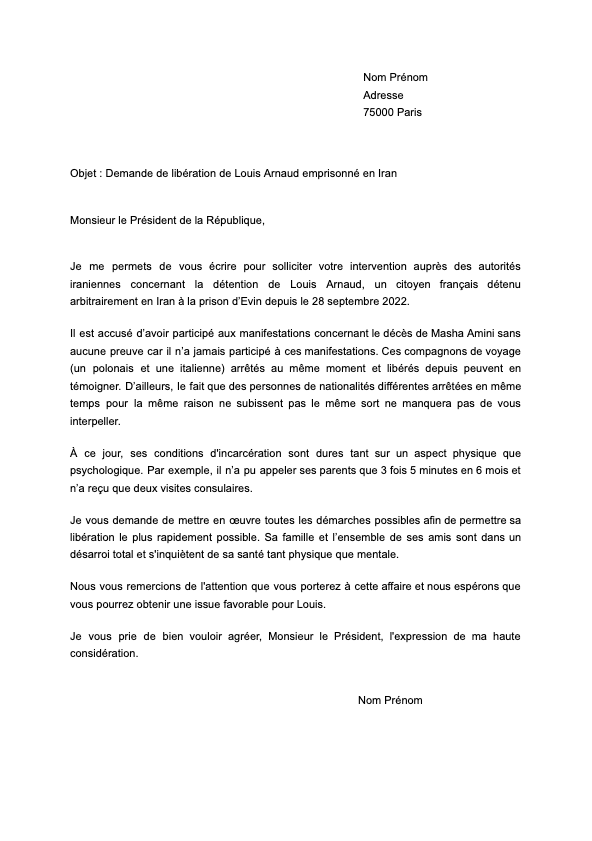 Nom Prénom
Adresse
75000 Paris
Objet : Demande de libération de Louis Arnaud emprisonné en Iran
Monsieur le Président de la République,
Je me permets de vous écrire pour solliciter votre intervention auprès des autorités
iraniennes concernant la détention de Louis Arnaud, un citoyen français détenu
arbitrairement en Iran à la prison d’Evin depuis le 28 septembre 2022.
Il est accusé d’avoir participé aux manifestations concernant le décès de Masha Amini sans
aucune preuve car il n’a jamais participé à ces manifestations. Ces compagnons de voyage
(un polonais et une italienne) arrêtés au même moment et libérés depuis peuvent en
témoigner. D’ailleurs, le fait que des personnes de nationalités différentes arrêtées en même
temps pour la même raison ne subissent pas le même sort ne manquera pas de vous
interpeller.
À ce jour, ses conditions d'incarcération sont dures tant sur un aspect physique que
psychologique. Par exemple, il n’a pu appeler ses parents que 3 fois 5 minutes en 6 mois et
n’a reçu que deux visites consulaires.
Je vous demande de mettre en œuvre toutes les démarches possibles afin de permettre sa
libération le plus rapidement possible. Sa famille et l’ensemble de ses amis sont dans un
désarroi total et s'inquiètent de sa santé tant physique que mentale.
Nous vous remercions de l'attention que vous porterez à cette affaire et nous espérons que
vous pourrez obtenir une issue favorable pour Louis.
Je vous prie de bien vouloir agréer, Monsieur le Président, l'expression de ma haute
considération.
Nom Prénom